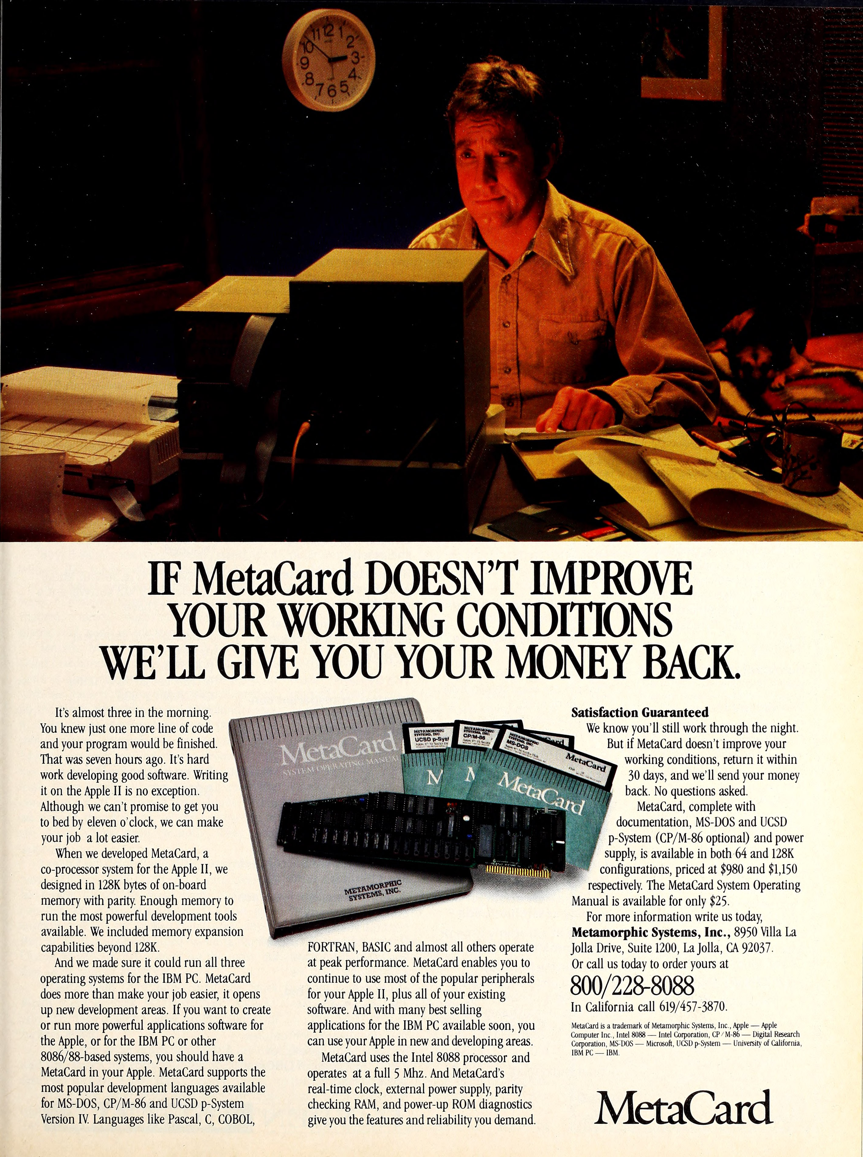 11 12 1
10 2
9 3
8 4
7 6 5
IF MetaCard DOESN'T IMPROVE
YOUR WORKING CONDITIONS
WE'LL GIVE YOU YOUR MONEY BACK.
It's almost three in the morning.
You knew just one more line of code
and your program would be finished.
That was seven hours ago. It's hard
work developing good software. Writing
it on the Apple II is no exception.
Although we can't promise to get you
to bed by eleven o'clock, we can make
your job a lot easier.
When we developed MetaCard, a
co-processor system for the Apple II, we
designed in 128K bytes of on-board
memory with parity. Enough memory to
run the most powerful development tools
available. We included memory expansion
capabilities beyond 128K.
And we made sure it could run all three
operating systems for the IBM PC. MetaCard
does more than make your job easier, it opens
up new development areas. If you want to create
or run more powerful applications software for
the Apple, or for the IBM PC or other
8086/88-based systems, you should have a
MetaCard in your Apple. MetaCard supports the
most popular development languages available
for MS-DOS, CP/M-86 and UCSD p-System
Version IV. Languages like Pascal, C, COBOL,
MetaCard
SYSTEM OPERATING MANUAL
METAMORPHIC
SYSTEMS, INC.
METAMORPHIC
SYSTEMS, INC.
UCSD p-Syst
M
METAMORPHIC
SYSTEMS, INC.
CP/M-86
M
METAMORPHIC
SYSTEMS, INC.
MS-DOS
MetaCard
MetaCard
FORTRAN, BASIC and almost all others operate
at peak performance. MetaCard enables you to
continue to use most of the popular peripherals
for your Apple II, plus all of your existing
software. And with many best selling
applications for the IBM PC available soon, you
can use your Apple in new and developing areas.
MetaCard uses the Intel 8088 processor and
operates at a full 5 Mhz. And MetaCard's
real-time clock, external power supply, parity
checking RAM, and power-up ROM diagnostics
give you the features and reliability you demand.
Satisfaction Guaranteed
We know you'll still work through the night.
But if MetaCard doesn't improve your
working conditions, return it within
30 days, and we'll send your money
back. No questions asked.
MetaCard, complete with
documentation, MS-DOS and UCSD
p-System (CP/M-86 optional) and power
supply, is available in both 64 and 128K
configurations, priced at $980 and $1,150
respectively. The MetaCard System Operating
Manual is available for only $25.
For more information write us today,
Metamorphic Systems, Inc., 8950 Villa La
Jolla Drive, Suite 1200, La Jolla, CA 92037.
Or call us today to order yours at
800/228-8088
In California call 619/457-3870.
MetaCard is a trademark of Metamorphic Systems, Inc., Apple — Apple
Computer Inc., Intel 8088 — Intel Corporation, CP/M-86 — Digital Research
Corporation, MS-DOS — Microsoft, UCSD p-System — University of California,
IBM PC — IBM.
MetaCard